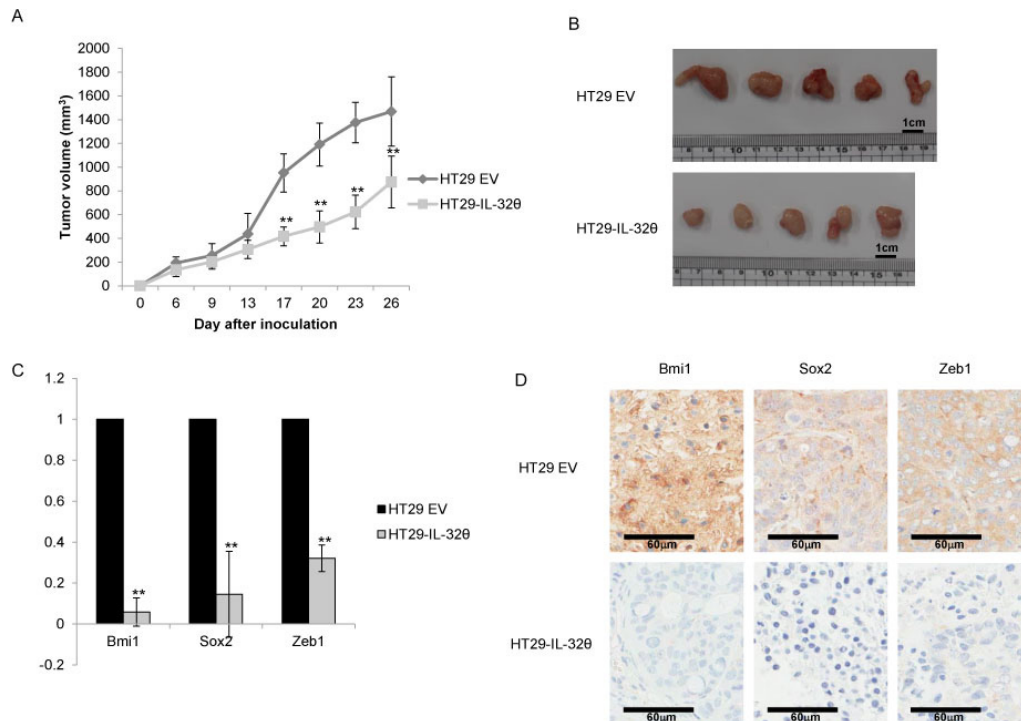 A
Tumor volume (mm³)
2000
1800
1600
1400
1200
1000
800
600
400
200
0
0 6 9 13 17 20 23 26
Day after inoculation
** ** ** **
HT29 EV
HT29-IL-32θ
B
HT29 EV
1cm
HT29-IL-32θ
1cm
C
1.2
1
0.8
0.6
0.4
0.2
0
-0.2
** ** **
Bmi1 Sox2 Zeb1
HT29 EV
HT29-IL-32θ
D
Bmi1 Sox2 Zeb1
HT29 EV
60μm 60μm 60μm
HT29-IL-32θ
60μm 60μm 60μm